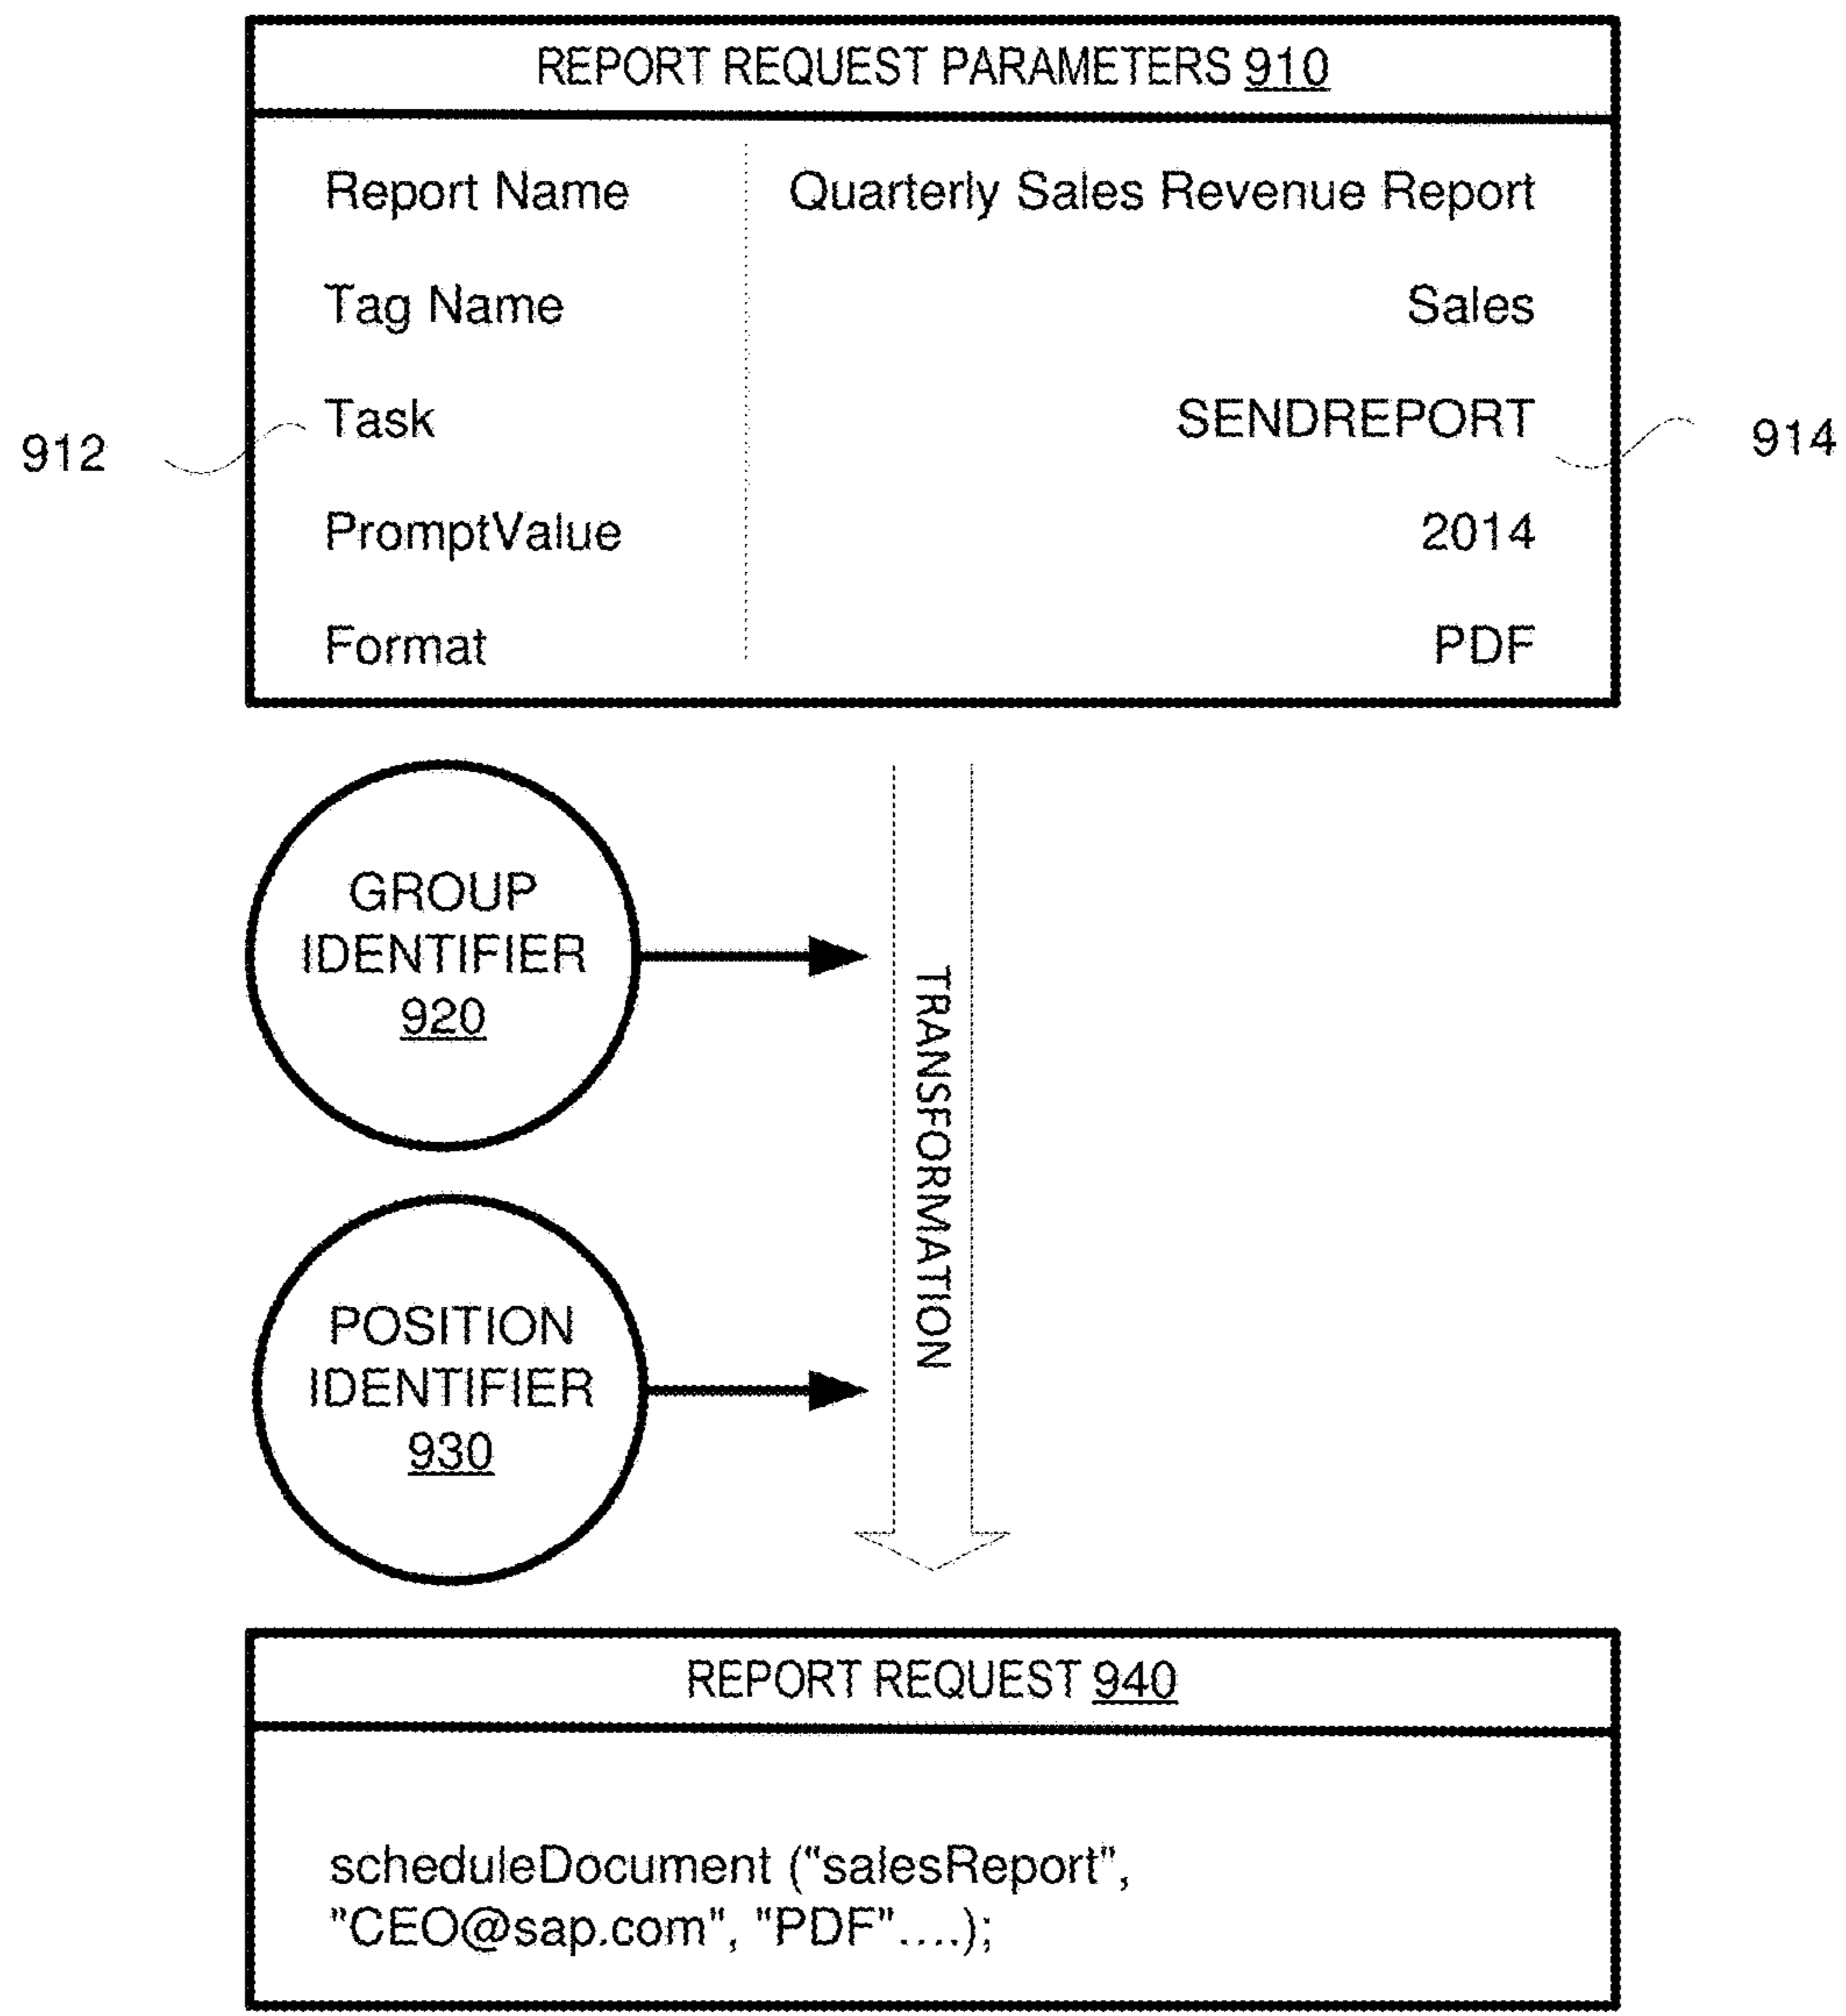 REPORT REQUEST PARAMETERS 910
Report Name Quarterly Sales Revenue Report
Tag Name Sales
Task SENDREPORT
912
914
PromptValue 2014
Format PDF
GROUP
IDENTIFIER
920
TRANSFORMATION
POSITION
IDENTIFIER
930
REPORT REQUEST 940
scheduleDocument ("salesReport",
"CEO@sap.com", "PDF"....);